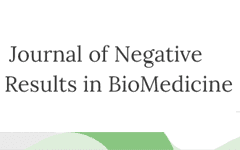 Journal of Negative
Results in BioMedicine